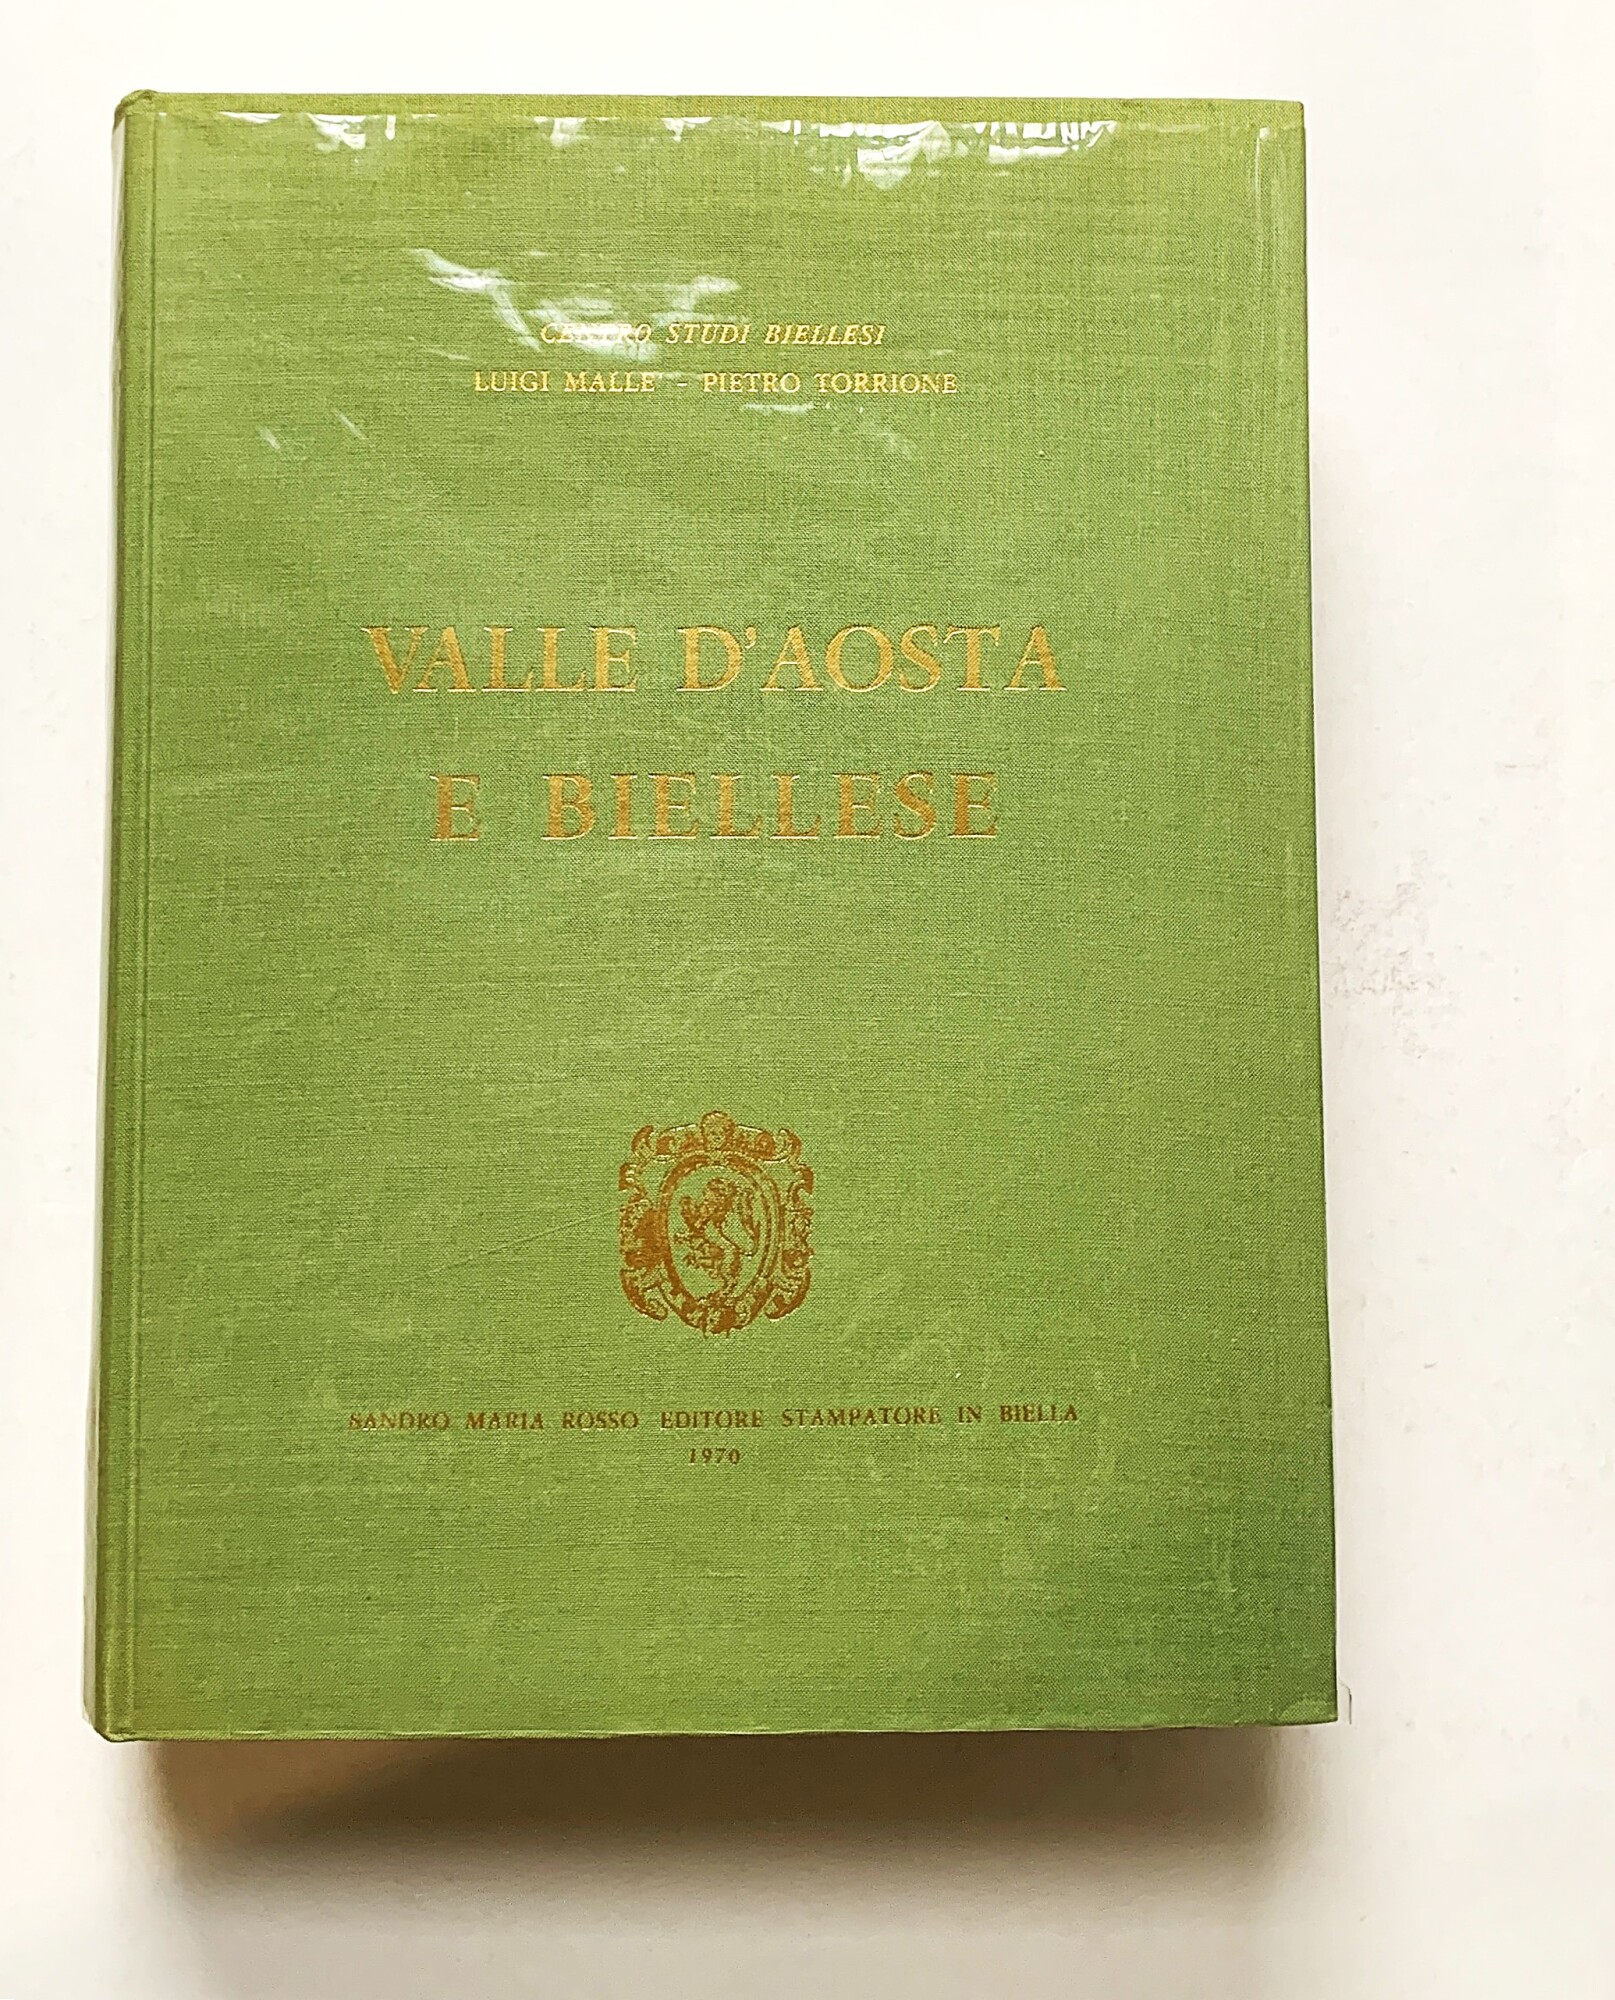 CENTRO STUDI BIELLESI
LUIGI MALLE' - PIETRO TORRIONE
VALLE D'AOSTA
E BIELLESE
SANDRO MARIA ROSSO EDITORE STAMPATORE IN BIELLA
1970